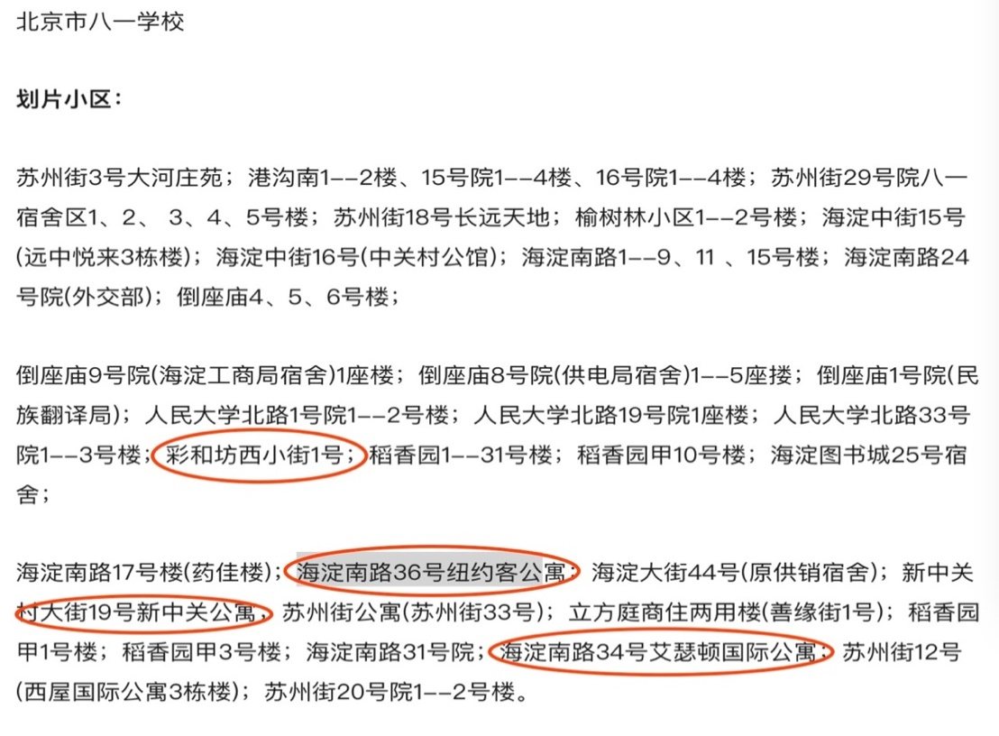 北京市八一学校
划片小区：
苏州街3号大河庄苑；港沟南1--2楼、15号院1--4楼、16号院1--4楼；苏州街29号院八一
宿舍区1、2、 3、4、5号楼；苏州街18号长远天地；榆树林小区1--2号楼；海淀中街15号
(远中悦来3栋楼)；海淀中街16号(中关村公馆)；海淀南路1--9、11 、15号楼；海淀南路24
号院(外交部)；倒座庙4、5、6号楼；
倒座庙9号院(海淀工商局宿舍)1座楼；倒座庙8号院(供电局宿舍)1--5座搂；倒座庙1号院(民
族翻译局)；人民大学北路1号院1--2号楼；人民大学北路19号院1座楼；人民大学北路33号
院1--3号楼；彩和坊西小街1号；稻香园1--31号楼；稻香园甲10号楼；海淀图书城25号宿
舍；
海淀南路17号楼(药佳楼)；海淀南路36号纽约客公寓；海淀大街44号(原供销宿舍)；新中关
村大街19号新中关公寓；苏州街公寓(苏州街33号)；立方庭商住两用楼(善缘街1号)；稻香园
甲1号楼；稻香园甲3号楼；海淀南路31号院；海淀南路34号艾瑟顿国际公寓；苏州街12号
(西屋国际公寓3栋楼)；苏州街20号院1--2号楼。